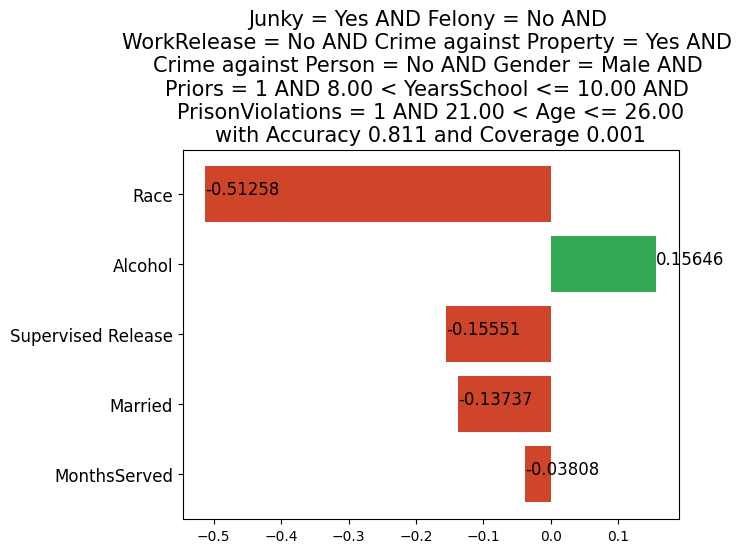 Junky = Yes AND Felony = No AND
WorkRelease = No AND Crime against Property = Yes AND
Crime against Person = No AND Gender = Male AND
Priors = 1 AND 8.00 < YearsSchool <= 10.00 AND
PrisonViolations = 1 AND 21.00 < Age <= 26.00
with Accuracy 0.811 and Coverage 0.001
Race -0.51258
Alcohol 0.15646
Supervised Release -0.15551
Married -0.13737
MonthsServed -0.03808
−0.5 −0.4 −0.3 −0.2 −0.1 0.0 0.1